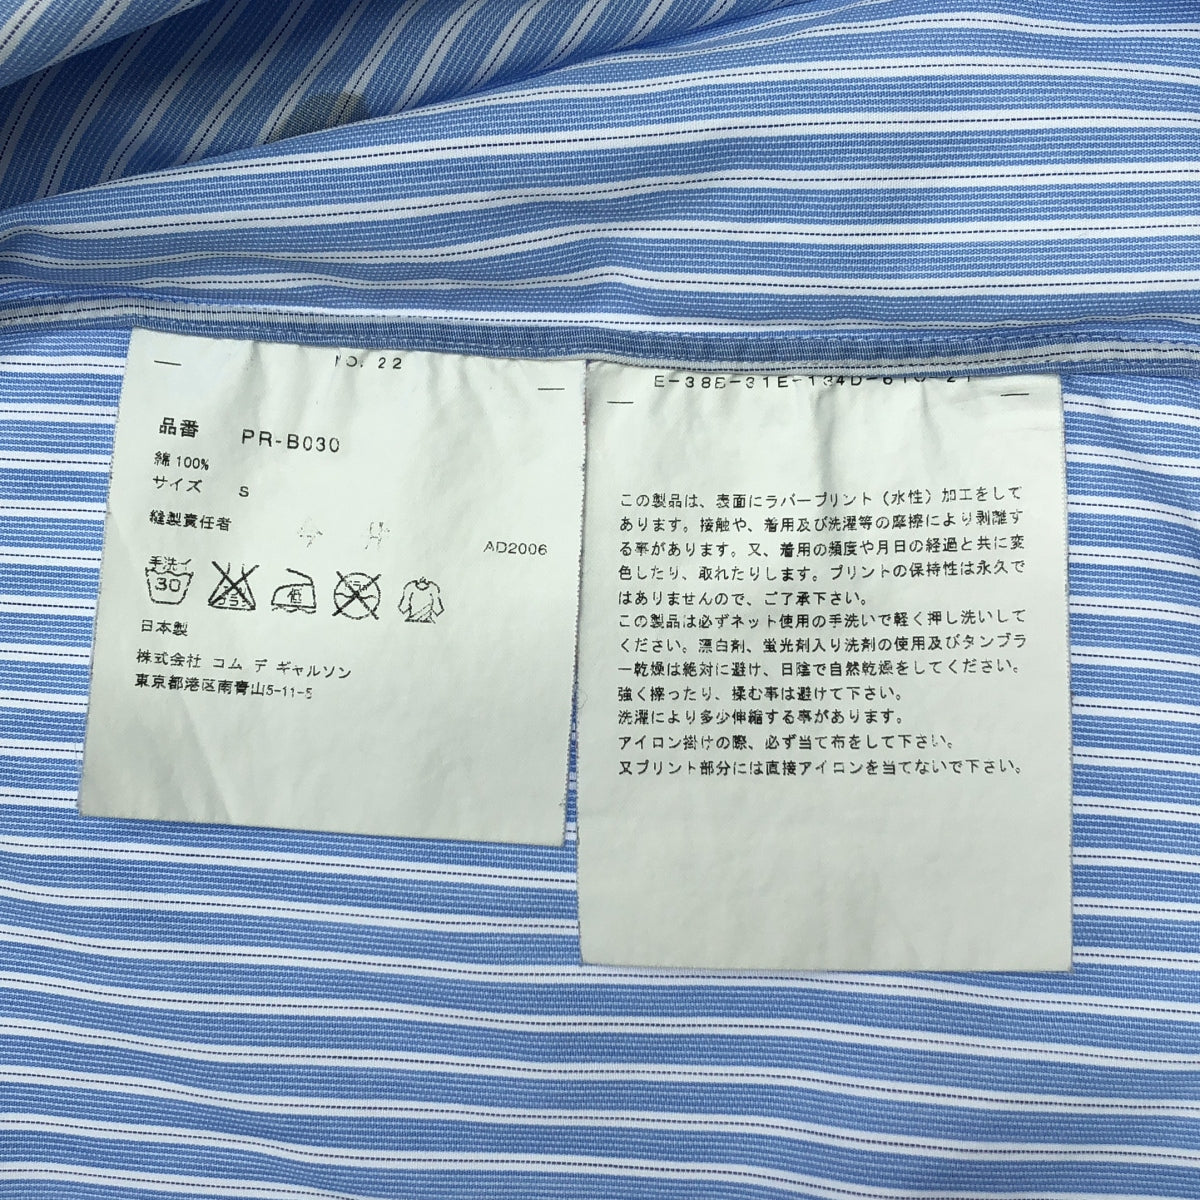 NO. 22
品番 PR-B030
綿 100%
サイズ S
縫製責任者 今 井
AD2006
手洗イ
30
日本製
株式会社 コム デ ギャルソン
東京都港区南青山5-11-5
この製品は、表面にラバープリント（水性）加工をして
あります。接触や、着用及び洗濯等の摩擦により剥離す
る事があります。又、着用の頻度や月日の経過と共に変
色したり、取れたりします。プリントの保持性は永久で
はありませんので、ご了承下さい。
この製品は必ずネット使用の手洗いで軽く押し洗いして
ください。漂白剤、蛍光剤入り洗剤の使用及びタンブラ
ー乾燥は絶対に避け、日陰で自然乾燥をしてください。
強く擦ったり、揉む事は避けて下さい。
洗濯により多少伸縮する事があります。
アイロン掛けの際、必ず当て布をして下さい。
又プリント部分には直接アイロンを当てないで下さい。